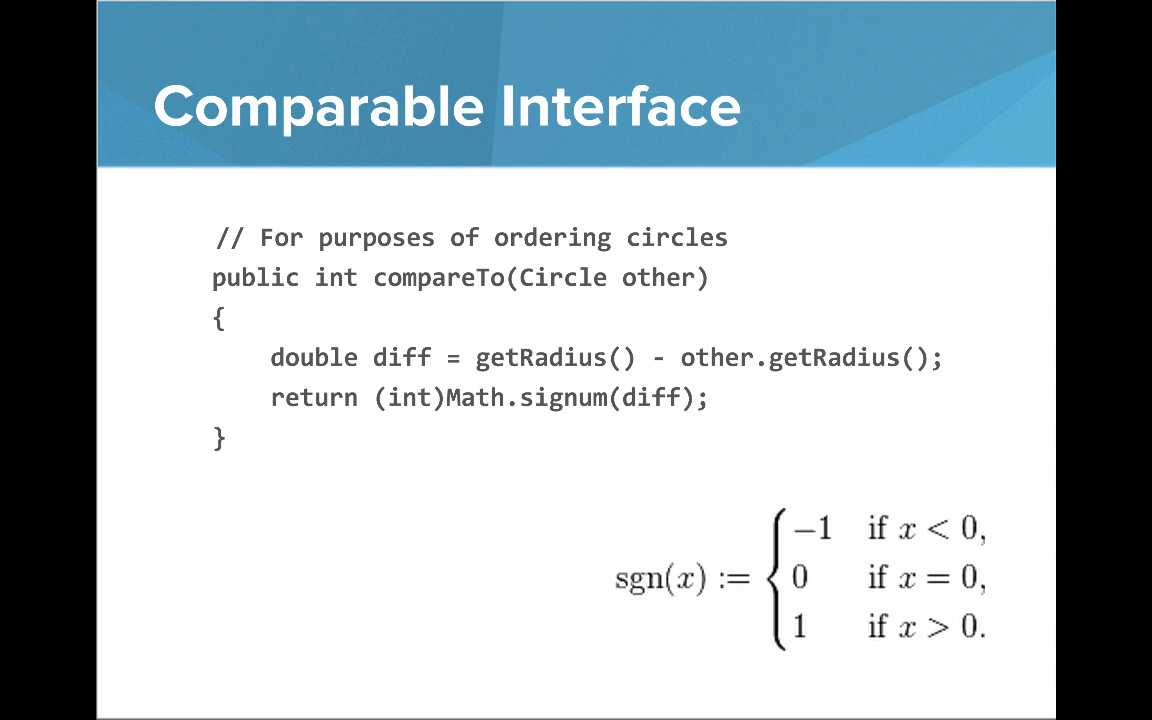 Comparable Interface
// For purposes of ordering circles
public int compareTo(Circle other)
{
    double diff = getRadius() - other.getRadius();
    return (int)Math.signum(diff);
}
sgn(x) := { −1 if x < 0,
0 if x = 0,
1 if x > 0.